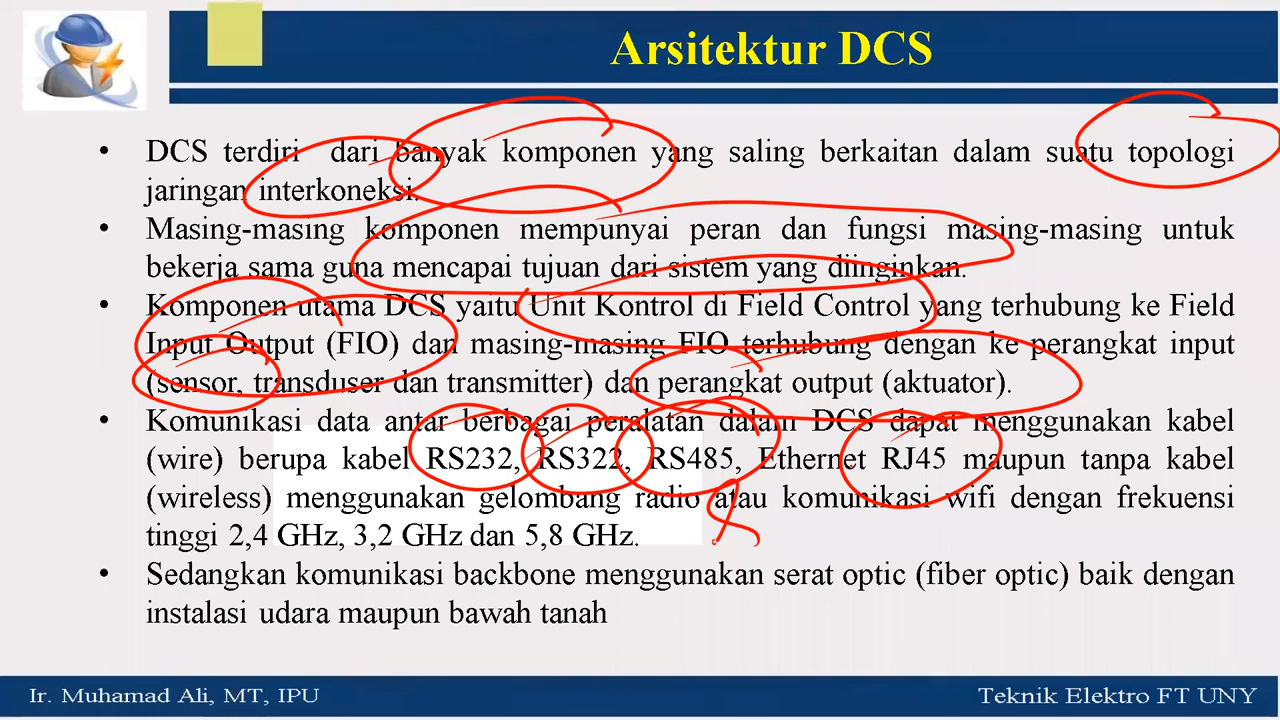 Arsitektur DCS
• DCS terdiri dari banyak komponen yang saling berkaitan dalam suatu topologi
jaringan interkoneksi.
• Masing-masing komponen mempunyai peran dan fungsi masing-masing untuk
bekerja sama guna mencapai tujuan dari sistem yang diinginkan.
• Komponen utama DCS yaitu Unit Kontrol di Field Control yang terhubung ke Field
Input Output (FIO) dan masing-masing FIO terhubung dengan ke perangkat input
(sensor, transduser dan transmitter) dan perangkat output (aktuator).
• Komunikasi data antar berbagai peralatan dalam DCS dapat menggunakan kabel
(wire) berupa kabel RS232, RS322, RS485, Ethernet RJ45 maupun tanpa kabel
(wireless) menggunakan gelombang radio atau komunikasi wifi dengan frekuensi
tinggi 2,4 GHz, 3,2 GHz dan 5,8 GHz.
• Sedangkan komunikasi backbone menggunakan serat optic (fiber optic) baik dengan
instalasi udara maupun bawah tanah
Ir. Muhamad Ali, MT, IPU
Teknik Elektro FT UNY